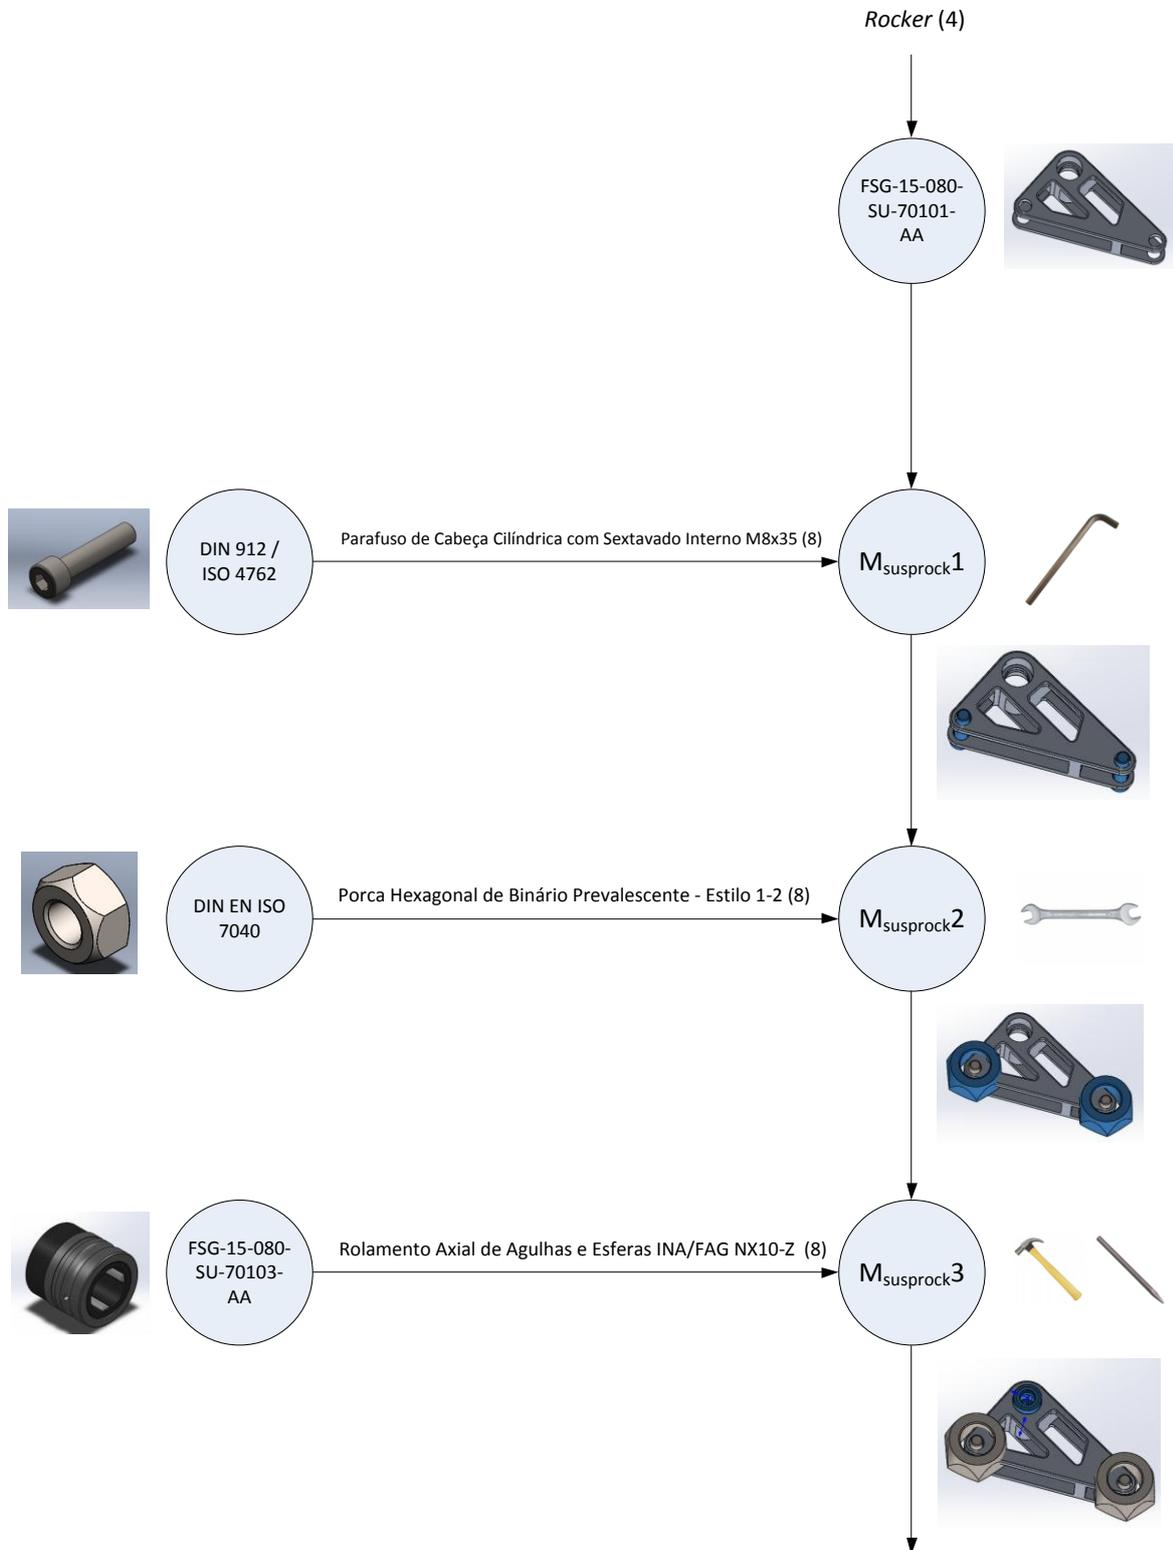 Rocker (4)
FSG-15-080-
SU-70101-
AA
DIN 912 /
ISO 4762
Parafuso de Cabeça Cilíndrica com Sextavado Interno M8x35 (8)
Msusprock1
DIN EN ISO
7040
Porca Hexagonal de Binário Prevalescente - Estilo 1-2 (8)
Msusprock2
FSG-15-080-
SU-70103-
AA
Rolamento Axial de Agulhas e Esferas INA/FAG NX10-Z (8)
Msusprock3